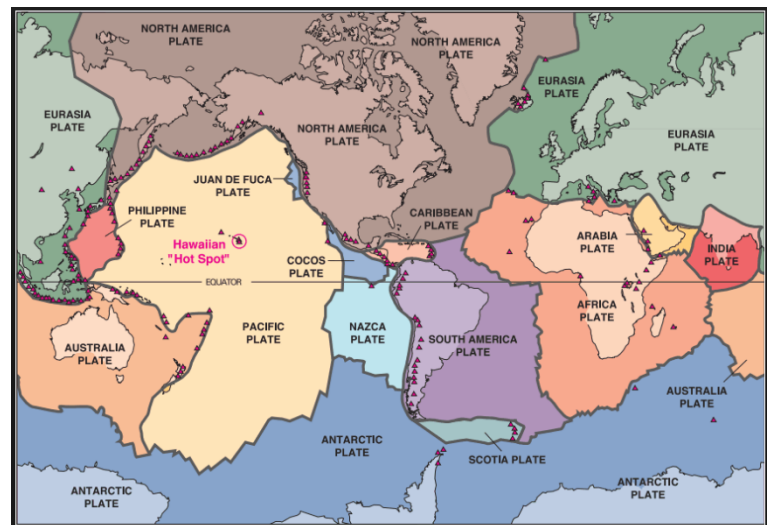 NORTH AMERICA
PLATE
NORTH AMERICA
PLATE
EURASIA
PLATE
EURASIA
PLATE
NORTH AMERICA
PLATE
EURASIA
PLATE
JUAN DE FUCA
PLATE
PHILIPPINE
PLATE
CARIBBEAN
PLATE
ARABIA
PLATE
Hawaiian
"Hot Spot"
COCOS
PLATE
INDIA
PLATE
EQUATOR
AFRICA
PLATE
AUSTRALIA
PLATE
PACIFIC
PLATE
NAZCA
PLATE
SOUTH AMERICA
PLATE
AUSTRALIA
PLATE
ANTARCTIC
PLATE
SCOTIA PLATE
ANTARCTIC
PLATE
ANTARCTIC
PLATE